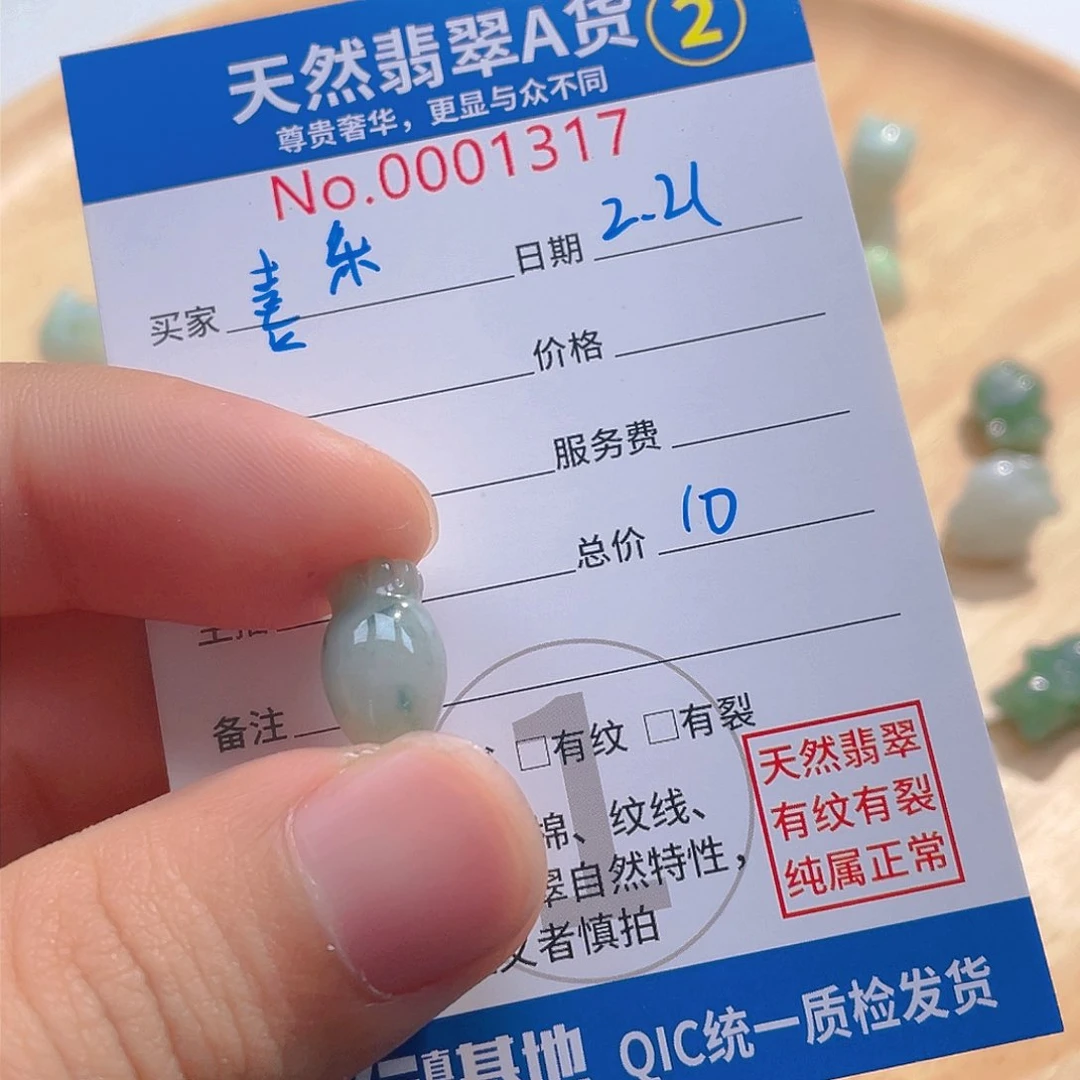 天然翡翠A货 2
尊贵奢华，更显与众不同
No.0001317
买家 喜乐 日期 2-21
价格
服务费
总价 10
备注
□有纹 □有裂
棉、纹线、
翠自然特性，
者慎拍
1
天然翡翠
有纹有裂
纯属正常
基地 QIC统一质检发货